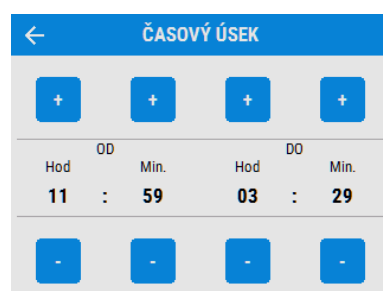 ← ČASOVÝ ÚSEK
+ + + +
OD DO
Hod Min. Hod Min.
11 : 59 03 : 29
- - - -